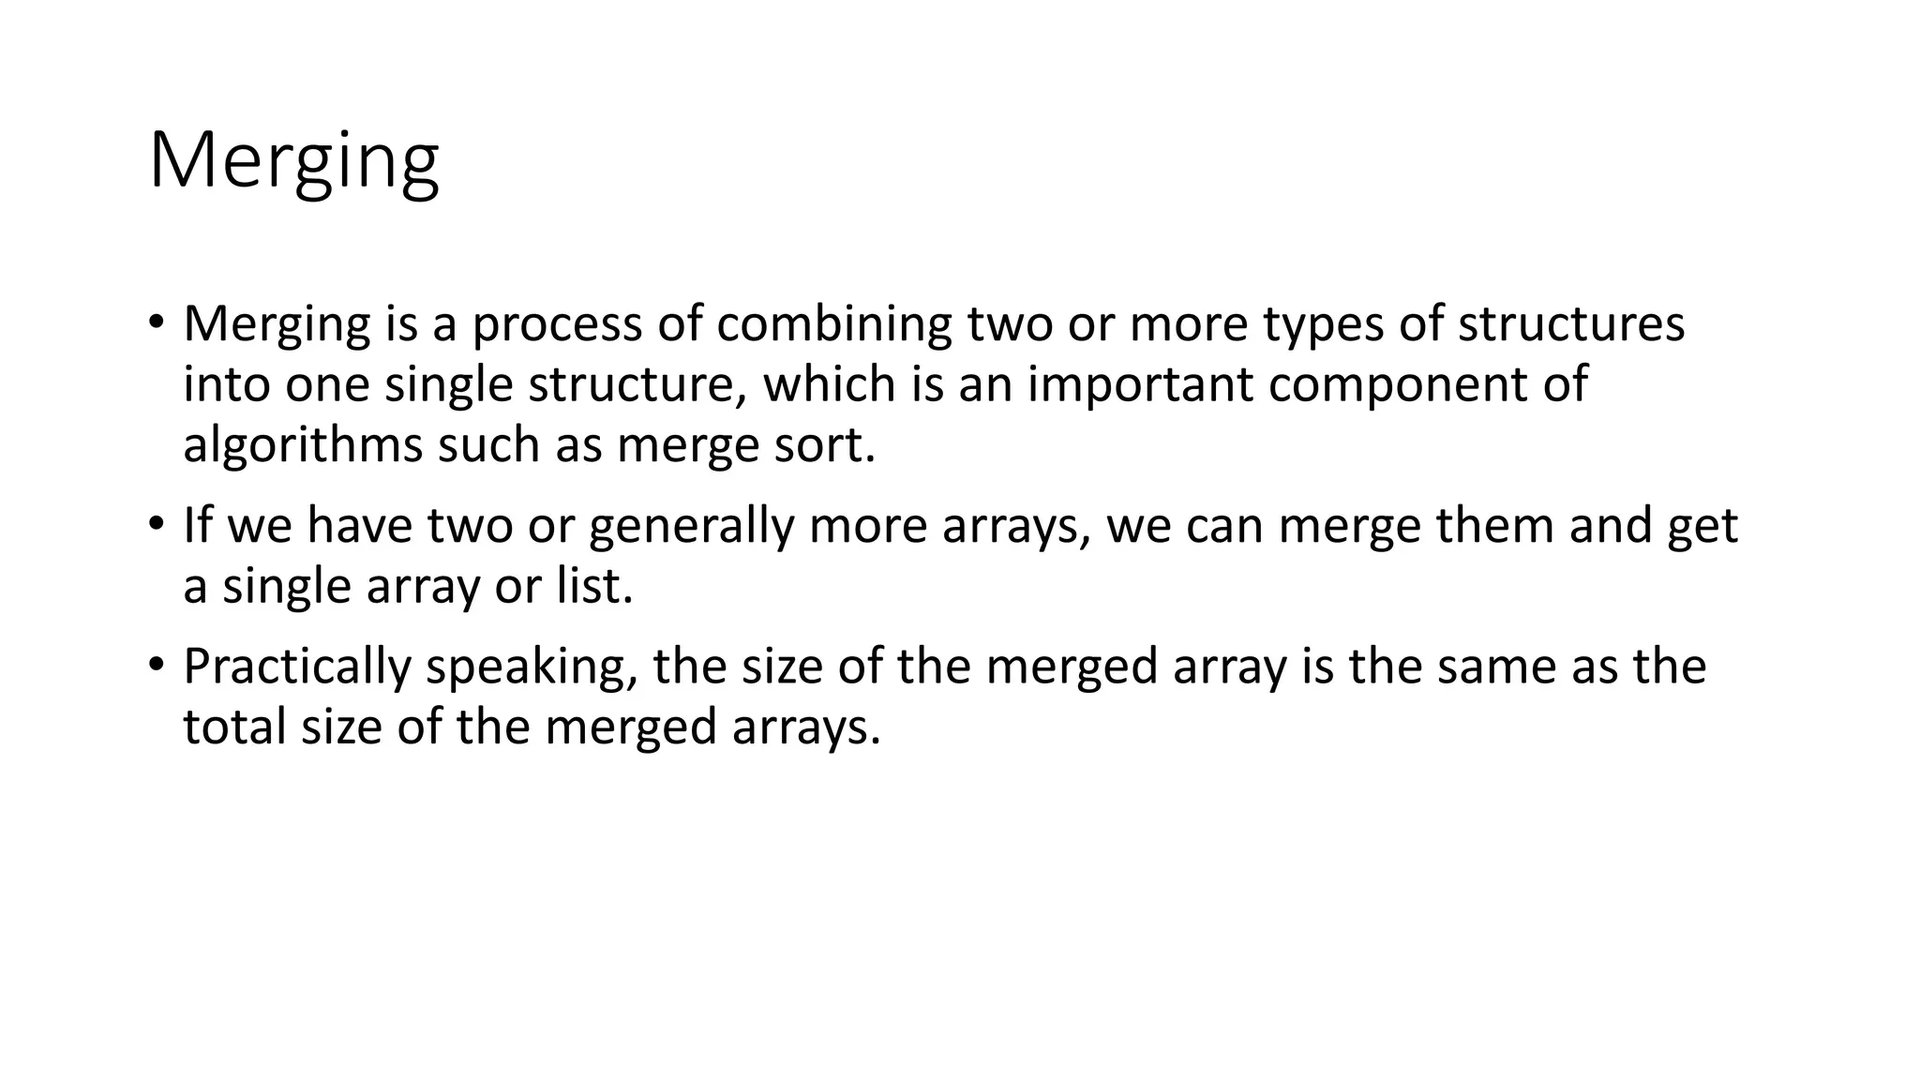 Merging
• Merging is a process of combining two or more types of structures
into one single structure, which is an important component of
algorithms such as merge sort.
• If we have two or generally more arrays, we can merge them and get
a single array or list.
• Practically speaking, the size of the merged array is the same as the
total size of the merged arrays.